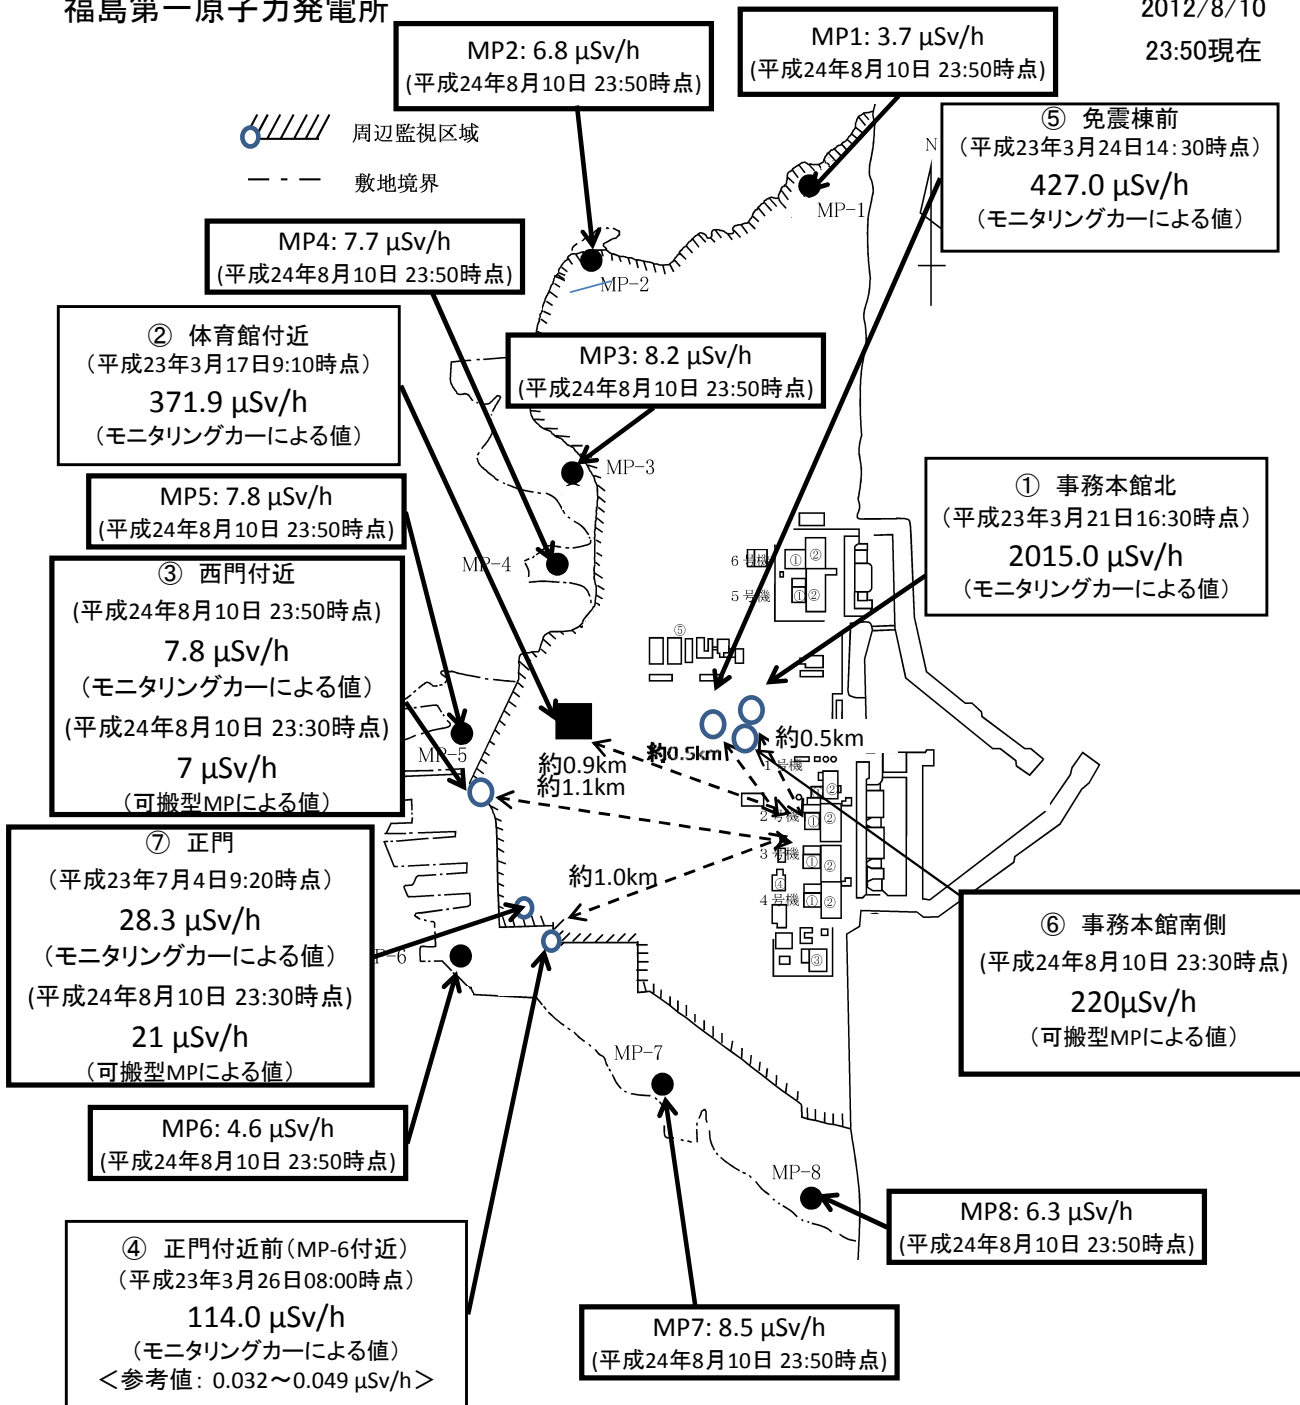 福島第一原子力発電所
2012/8/10
23:50現在
MP2: 6.8 μSv/h
(平成24年8月10日 23:50時点)
MP1: 3.7 μSv/h
(平成24年8月10日 23:50時点)
周辺監視区域
敷地境界
⑤ 免震棟前
(平成23年3月24日14:30時点)
427.0 μSv/h
(モニタリングカーによる値)
N
MP-1
MP4: 7.7 μSv/h
(平成24年8月10日 23:50時点)
MP-2
② 体育館付近
(平成23年3月17日9:10時点)
371.9 μSv/h
(モニタリングカーによる値)
MP3: 8.2 μSv/h
(平成24年8月10日 23:50時点)
MP-3
MP5: 7.8 μSv/h
(平成24年8月10日 23:50時点)
① 事務本館北
(平成23年3月21日16:30時点)
2015.0 μSv/h
(モニタリングカーによる値)
MP-4
6号機
① ②
5号機
① ②
③ 西門付近
(平成24年8月10日 23:50時点)
7.8 μSv/h
(モニタリングカーによる値)
(平成24年8月10日 23:30時点)
7 μSv/h
(可搬型MPによる値)
⑤
MP-5
約0.9km
約1.1km
約0.5km
約0.5km
1号機
②
2号機
① ②
3号機
① ②
④
4号機
① ②
③
約1.0km
⑦ 正門
(平成23年7月4日9:20時点)
28.3 μSv/h
(モニタリングカーによる値)
(平成24年8月10日 23:30時点)
21 μSv/h
(可搬型MPによる値)
P-6
⑥ 事務本館南側
(平成24年8月10日 23:30時点)
220μSv/h
(可搬型MPによる値)
MP-7
MP6: 4.6 μSv/h
(平成24年8月10日 23:50時点)
MP-8
MP8: 6.3 μSv/h
(平成24年8月10日 23:50時点)
④ 正門付近前(MP-6付近)
(平成23年3月26日08:00時点)
114.0 μSv/h
(モニタリングカーによる値)
＜参考値: 0.032～0.049 μSv/h＞
MP7: 8.5 μSv/h
(平成24年8月10日 23:50時点)